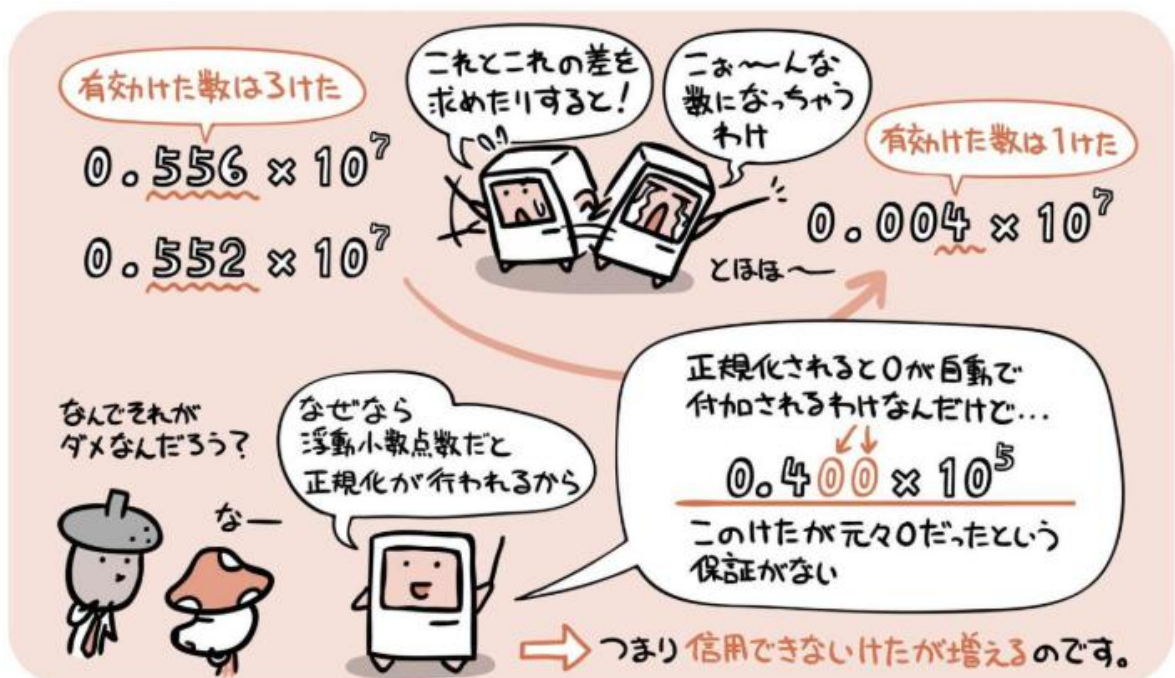 有効けた数は3けた
0.556 × 10⁷
0.552 × 10⁷
これとこれの差を
求めたりすると!
こぉ〜〜んな
数になっちゃう
わけ
有効けた数は1けた
0.004 × 10⁷
とほほ〜
なんでそれが
ダメなんだろう?
なー
なぜなら
浮動小数点数だと
正規化が行われるから
正規化されると0が自動で
付加されるわけなんだけど…
0.400 × 10⁵
このけたが元々0だったという
保証がない
つまり信用できないけたが増えるのです。